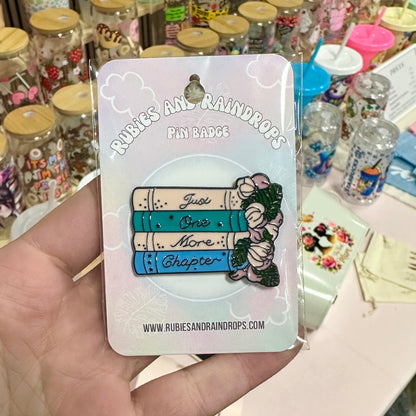 RUBIES AND RAINDROPS
PIN BADGE
Just
One
More
Chapter
WWW.RUBIESANDRAINDROPS.COM